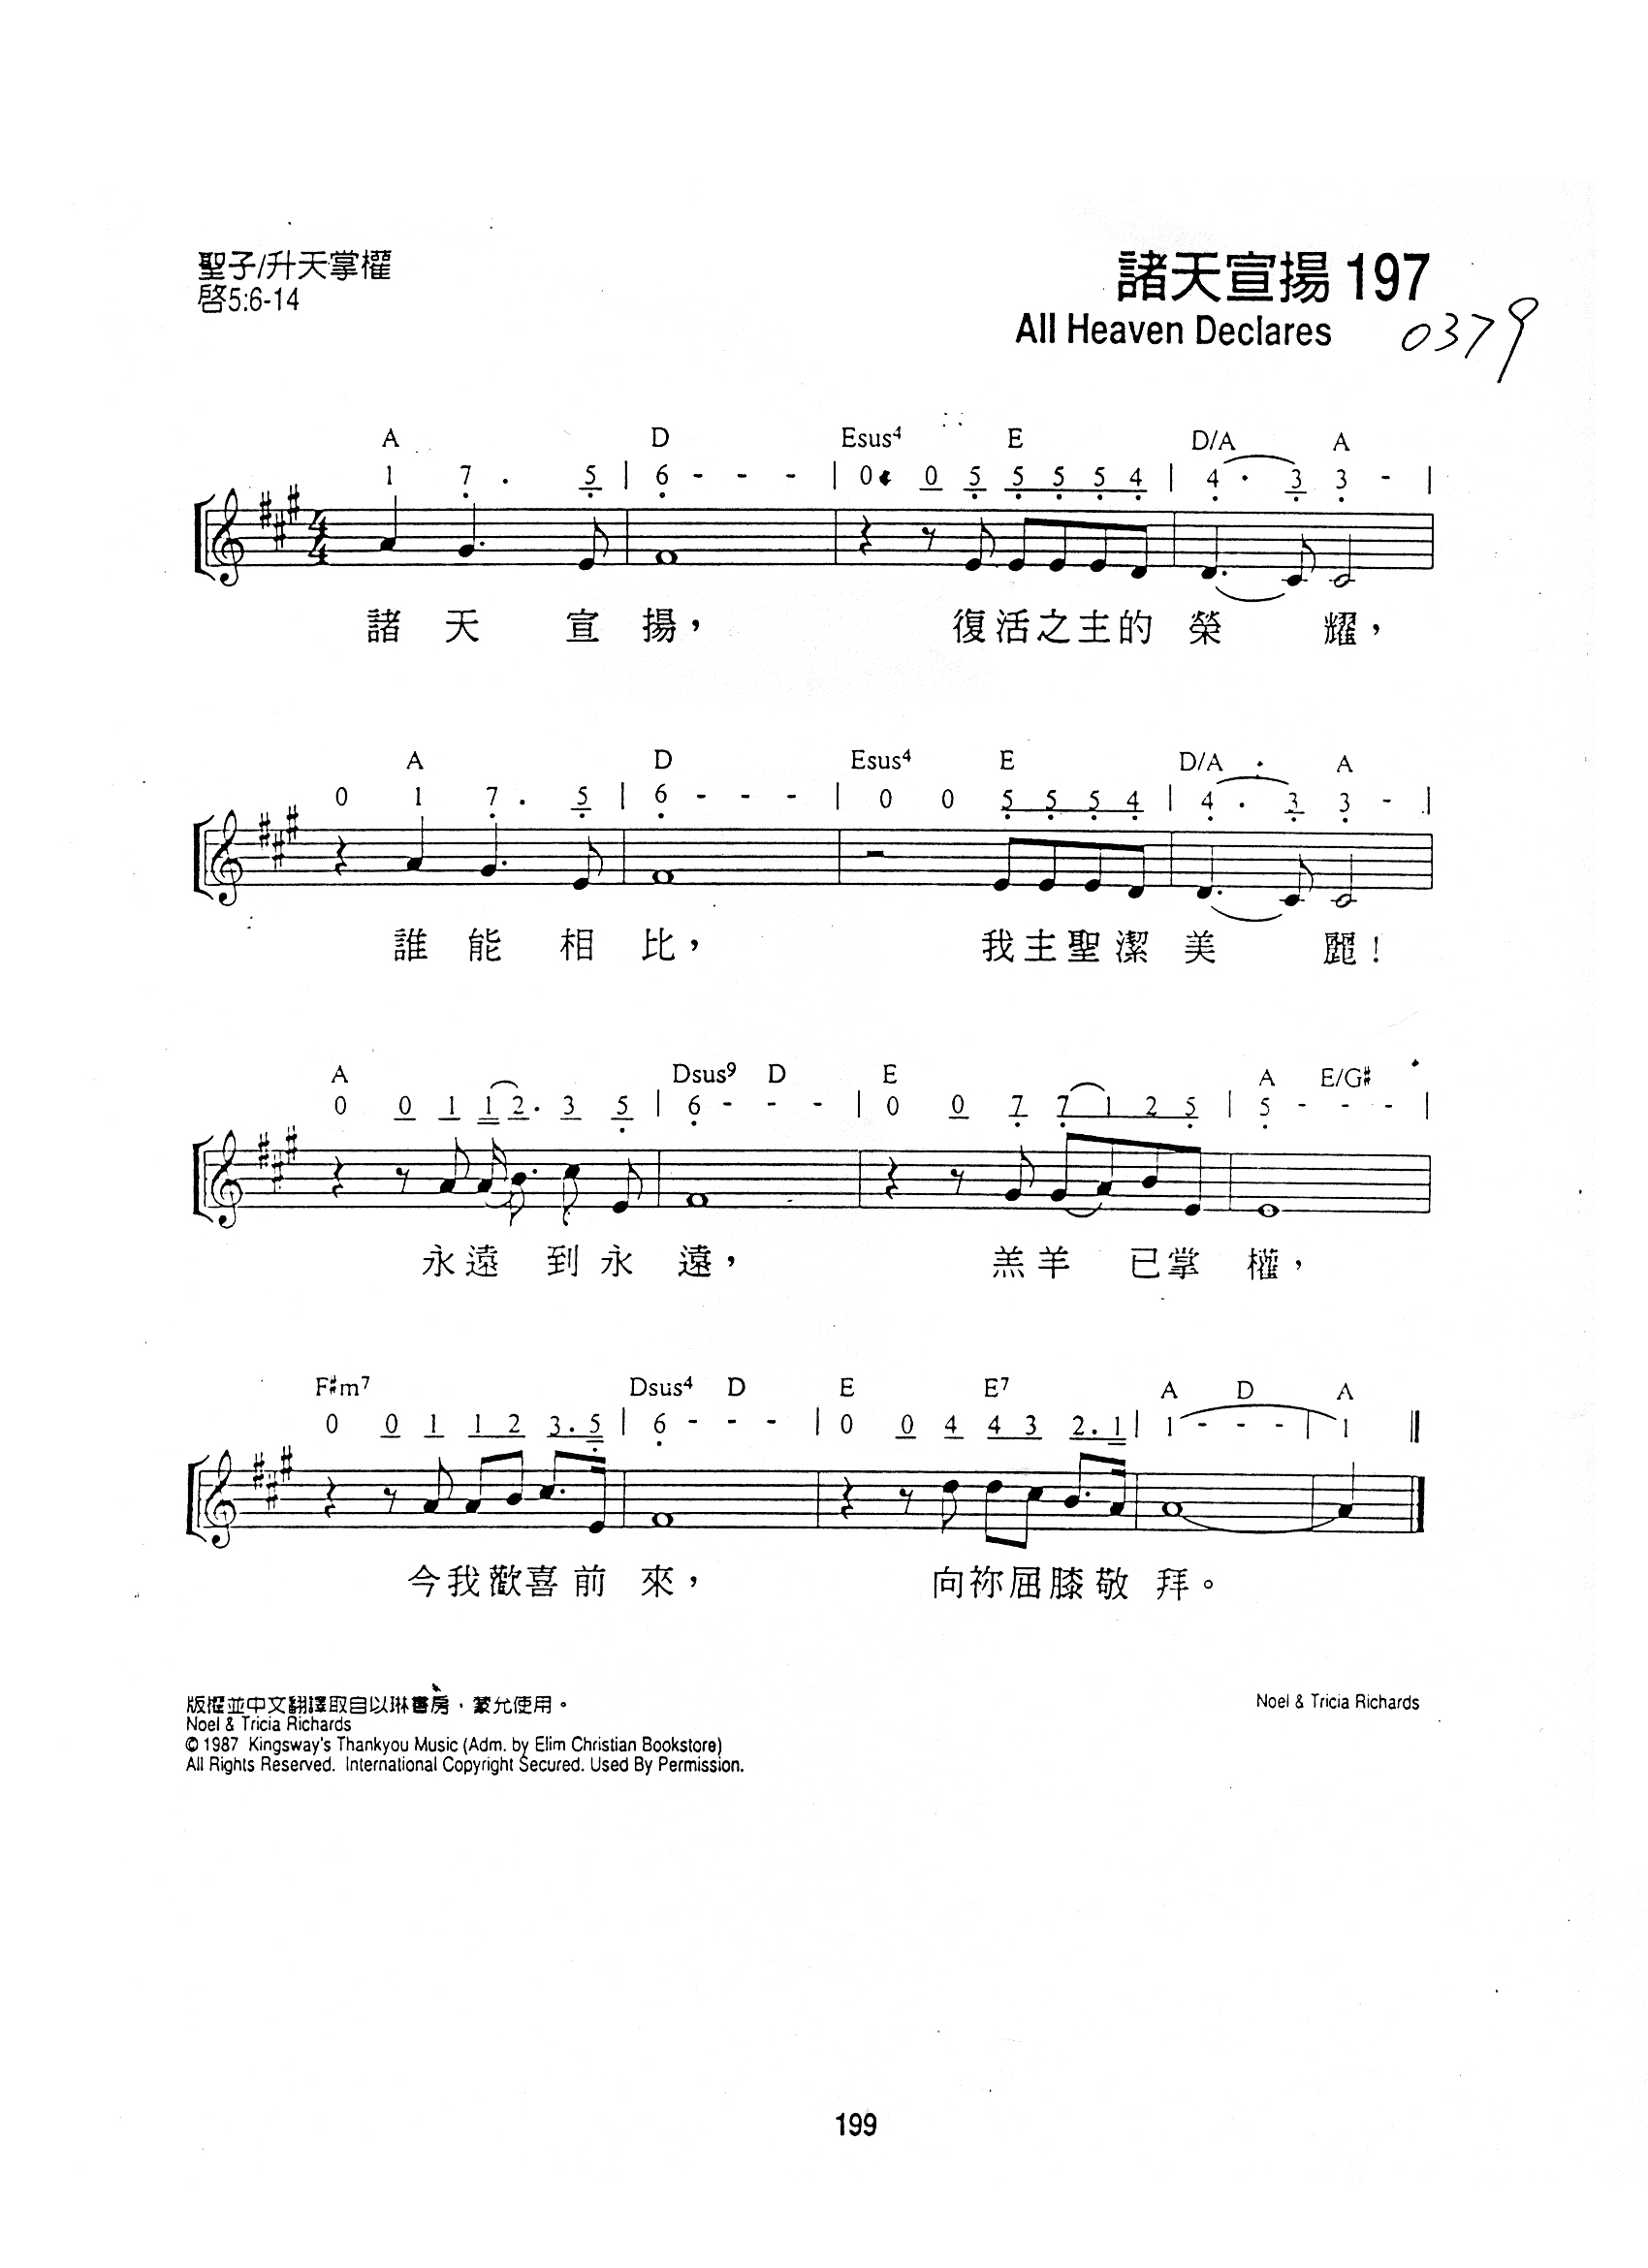 聖子/升天掌權
啓5:6-14
諸天宣揚 197
All Heaven Declares
0379
A D Esus4 E D/A A
1 7 . 5 | 6 - - - | 0 0 5 5 5 5 4 | 4 . 3 3 - |
4
4
諸 天 宣 揚， 復活之主的 榮 耀，
A D Esus4 E D/A A
0 1 7 . 5 | 6 - - - | 0 0 5 5 5 4 | 4 . 3 3 - |
誰 能 相 比， 我主聖潔 美 麗！
A Dsus9 D E A E/G#
0 0 1 1 2 . 3 5 | 6 - - - | 0 0 7 7 1 2 5 | 5 - - - |
永遠 到永 遠， 羔羊 已掌 權，
F#m7 Dsus4 D E E7 A D A
0 0 1 1 2 3 . 5 | 6 - - - | 0 0 4 4 3 2 . 1 | 1 - - - | 1 ||
今我歡喜前 來， 向祢屈膝敬 拜。
版權並中文翻譯取自以琳書房，蒙允使用。
Noel & Tricia Richards
Noel & Tricia Richards
© 1987 Kingsway's Thankyou Music (Adm. by Elim Christian Bookstore)
All Rights Reserved. International Copyright Secured. Used By Permission.
199